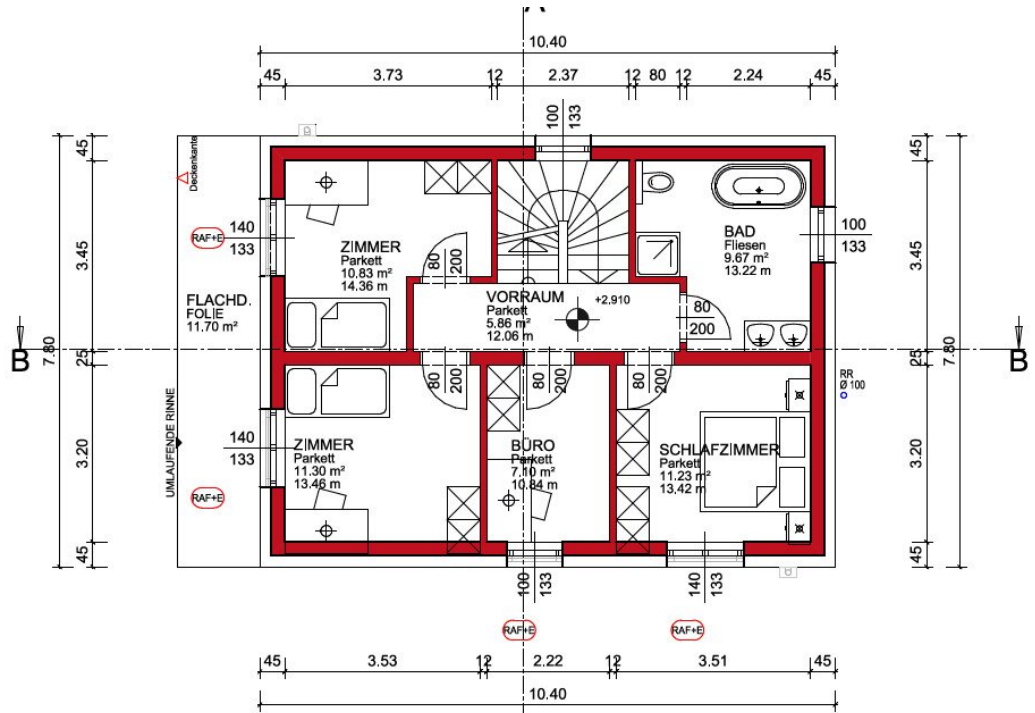 10.40
45 3.73 12 2.37 12 80 12 2.24 45
100
133
45
3.45
25
3.20
45
7.80
Deckenkante
RAF+E
140
133
ZIMMER
Parkett
10.83 m²
14.36 m
80
200
BAD
Fliesen
9.67 m²
13.22 m
100
133
FLACHD.
FOLIE
11.70 m²
VORRAUM
Parkett
5.86 m²
12.06 m
+2,910
80
200
B
B
45
3.45
25
3.20
45
7.80
80
200
80
200
80
200
RR
Ø 100
UMLAUFENDE RINNE
140
133
RAF+E
ZIMMER
Parkett
11.30 m²
13.46 m
BÜRO
Parkett
7.10 m²
10.84 m
SCHLAFZIMMER
Parkett
11.23 m²
13.42 m
100
133
140
133
RAF+E
RAF+E
45 3.53 12 2.22 12 3.51 45
10.40